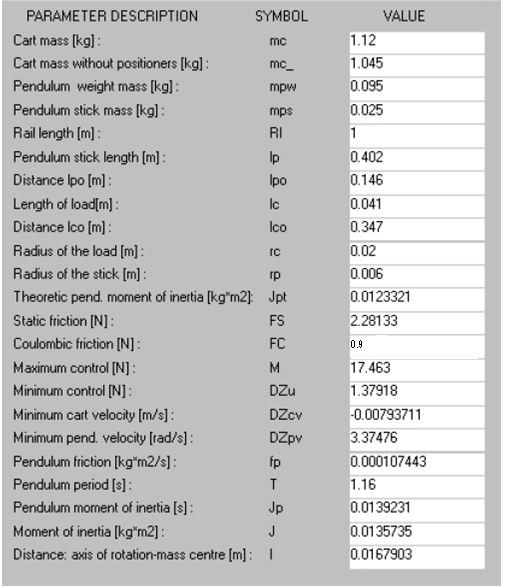 PARAMETER DESCRIPTION SYMBOL VALUE
Cart mass [kg] : mc 1.12
Cart mass without positioners [kg] : mc_ 1.045
Pendulum weight mass [kg] : mpw 0.095
Pendulum stick mass [kg] : mps 0.025
Rail length [m] : Rl 1
Pendulum stick length [m] : lp 0.402
Distance lpo [m] : lpo 0.146
Length of load[m] : lc 0.041
Distance lco [m] : lco 0.347
Radius of the load [m] : rc 0.02
Radius of the stick [m] : rp 0.006
Theoretic pend. moment of inertia [kg*m2]: Jpt 0.0123321
Static friction [N] : FS 2.28133
Coulombic friction [N] : FC 0.9
Maximum control [N] : M 17.463
Minimum control [N] : DZu 1.37918
Minimum cart velocity [m/s] : DZcv -0.00793711
Minimum pend. velocity [rad/s] : DZpv 3.37476
Pendulum friction [kg*m2/s] : fp 0.000107443
Pendulum period [s] : T 1.16
Pendulum moment of inertia [s] : Jp 0.0139231
Moment of inertia [kg*m2] : J 0.0135735
Distance: axis of rotation-mass centre [m] : l 0.0167903